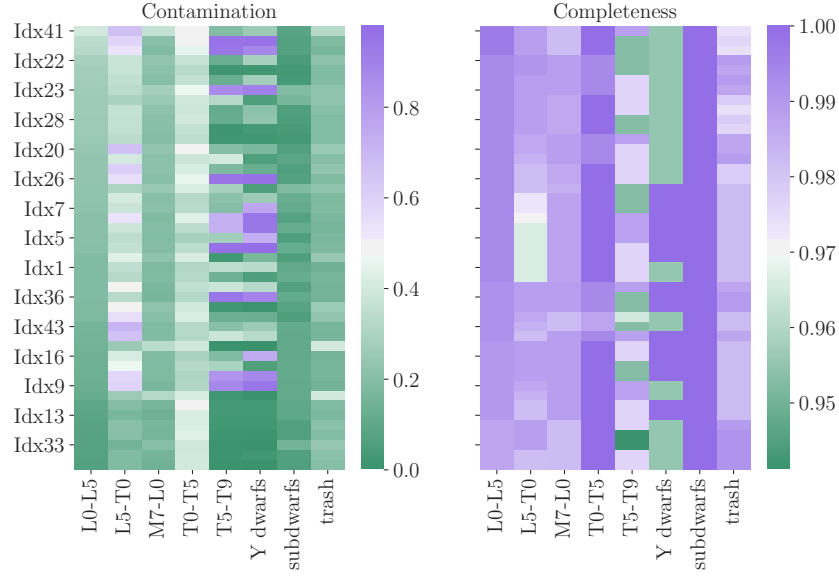 Contamination
Completeness
Idx41
Idx22
Idx23
Idx28
Idx20
Idx26
Idx7
Idx5
Idx1
Idx36
Idx43
Idx16
Idx9
Idx13
Idx33
L0-L5
L5-T0
M7-L0
T0-T5
T5-T9
Y dwarfs
subdwarfs
trash
0.8
0.6
0.4
0.2
0.0
L0-L5
L5-T0
M7-L0
T0-T5
T5-T9
Y dwarfs
subdwarfs
trash
1.00
0.99
0.98
0.97
0.96
0.95